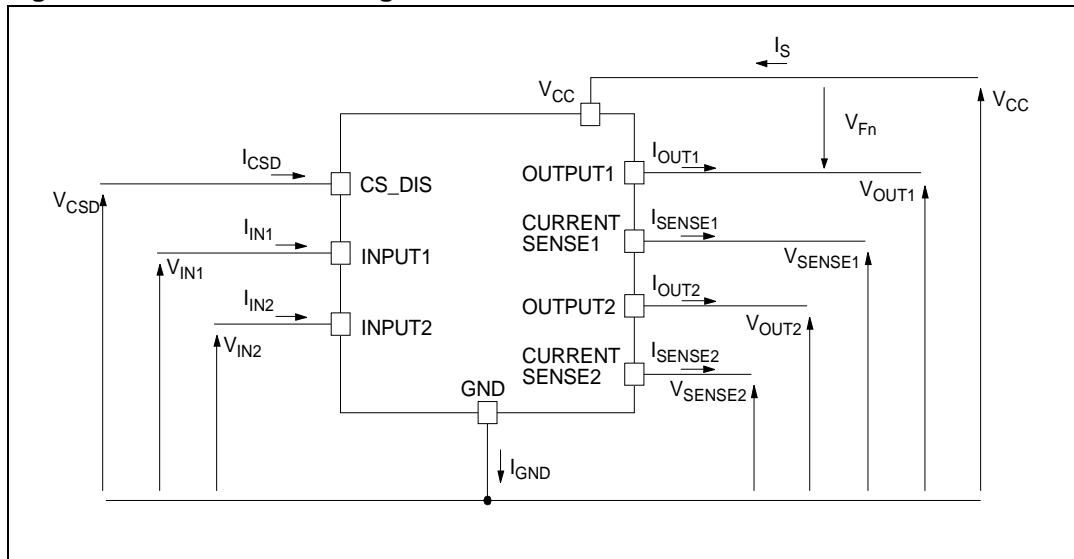 I_S
V_CC
V_CC
V_Fn
I_CSD
I_OUT1
CS_DIS
OUTPUT1
V_CSD
V_OUT1
I_IN1
CURRENT
SENSE1
I_SENSE1
INPUT1
V_IN1
V_SENSE1
I_IN2
I_OUT2
INPUT2
OUTPUT2
V_IN2
V_OUT2
CURRENT
SENSE2
I_SENSE2
V_SENSE2
GND
I_GND